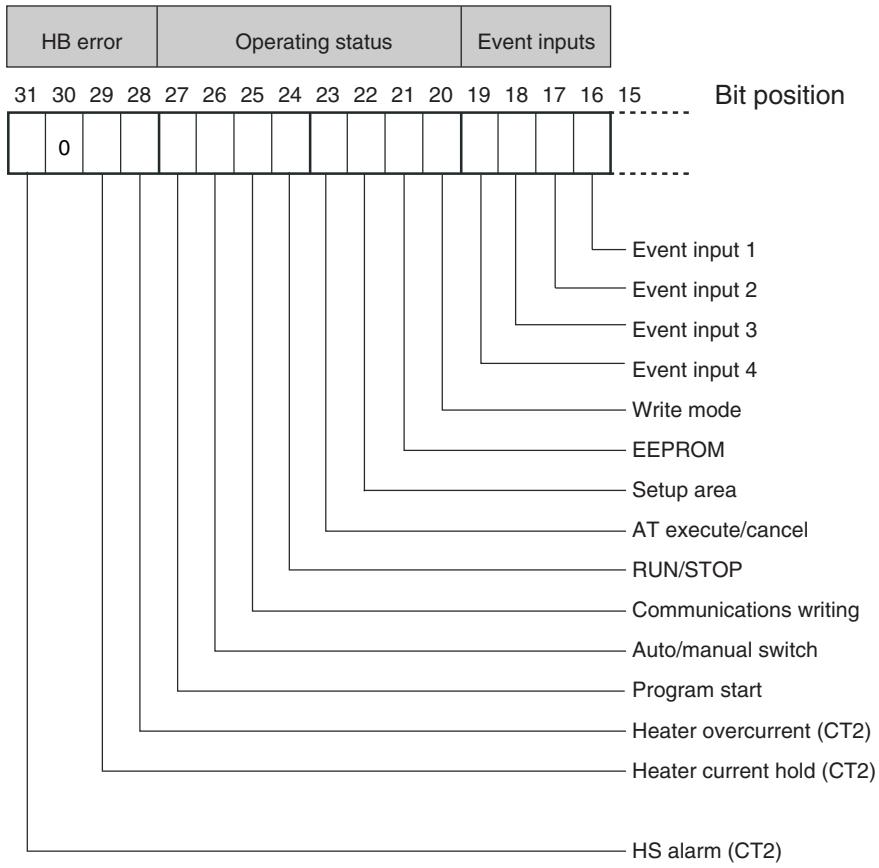 HB error Operating status Event inputs
31 30 29 28 27 26 25 24 23 22 21 20 19 18 17 16 15 Bit position
0
Event input 1
Event input 2
Event input 3
Event input 4
Write mode
EEPROM
Setup area
AT execute/cancel
RUN/STOP
Communications writing
Auto/manual switch
Program start
Heater overcurrent (CT2)
Heater current hold (CT2)
HS alarm (CT2)